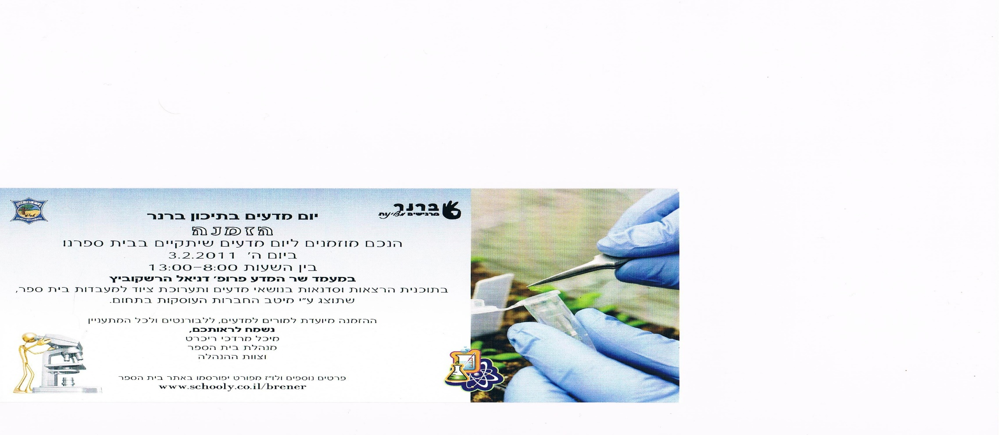 ברנר
מרגישים מצוינות
יום מדעים בתיכון ברנר
הזמנה
הנכם מוזמנים ליום מדעים שיתקיים בבית ספרנו
ביום ה' 3.2.2011
בין השעות 8:00-13:00
במעמד שר המדע פרופ' דניאל הרשקוביץ
בתוכנית הרצאות וסדנאות בנושאי מדעים ותערוכת ציוד למעבדות בית ספר,
שתוצג ע"י מיטב החברות העוסקות בתחום.
ההזמנה מיועדת למורים למדעים, ללבורנטים ולכל המתעניין
נשמח לראותכם,
מיכל מרדכי ריכרט
מנהלת בית הספר
וצוות ההנהלה
פרטים נוספים ולו"ז מפורט יפורסמו באתר בית הספר
www.schooly.co.il/brener